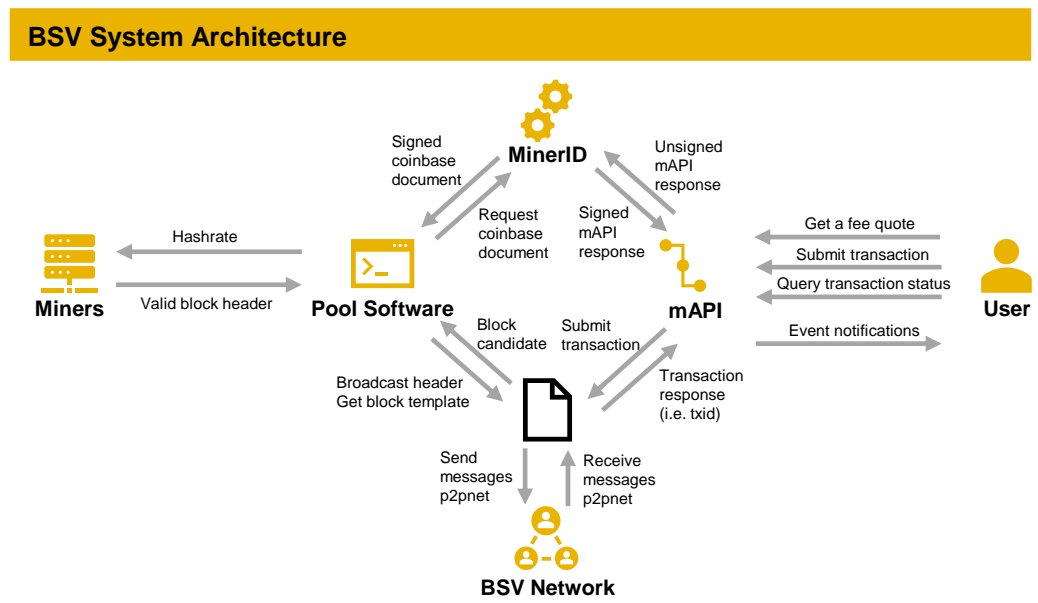 BSV System Architecture
Signed
coinbase
document
MinerID
Unsigned
mAPI
response
Request
coinbase
document
Signed
mAPI
response
Hashrate
Valid block header
Miners
Pool Software
mAPI
Get a fee quote
Submit transaction
Query transaction status
Event notifications
User
Block
candidate
Submit
transaction
Broadcast header
Get block template
Transaction
response
(i.e. txid)
Send
messages
p2pnet
Receive
messages
p2pnet
BSV Network